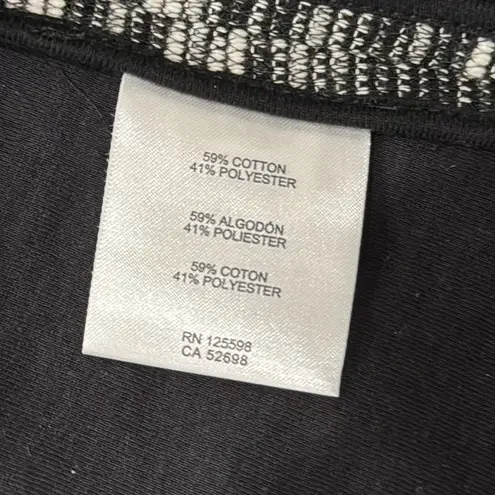 59% COTTON
41% POLYESTER
59% ALGODÓN
41% POLIESTER
59% COTON
41% POLYESTER
RN 125598
CA 52698